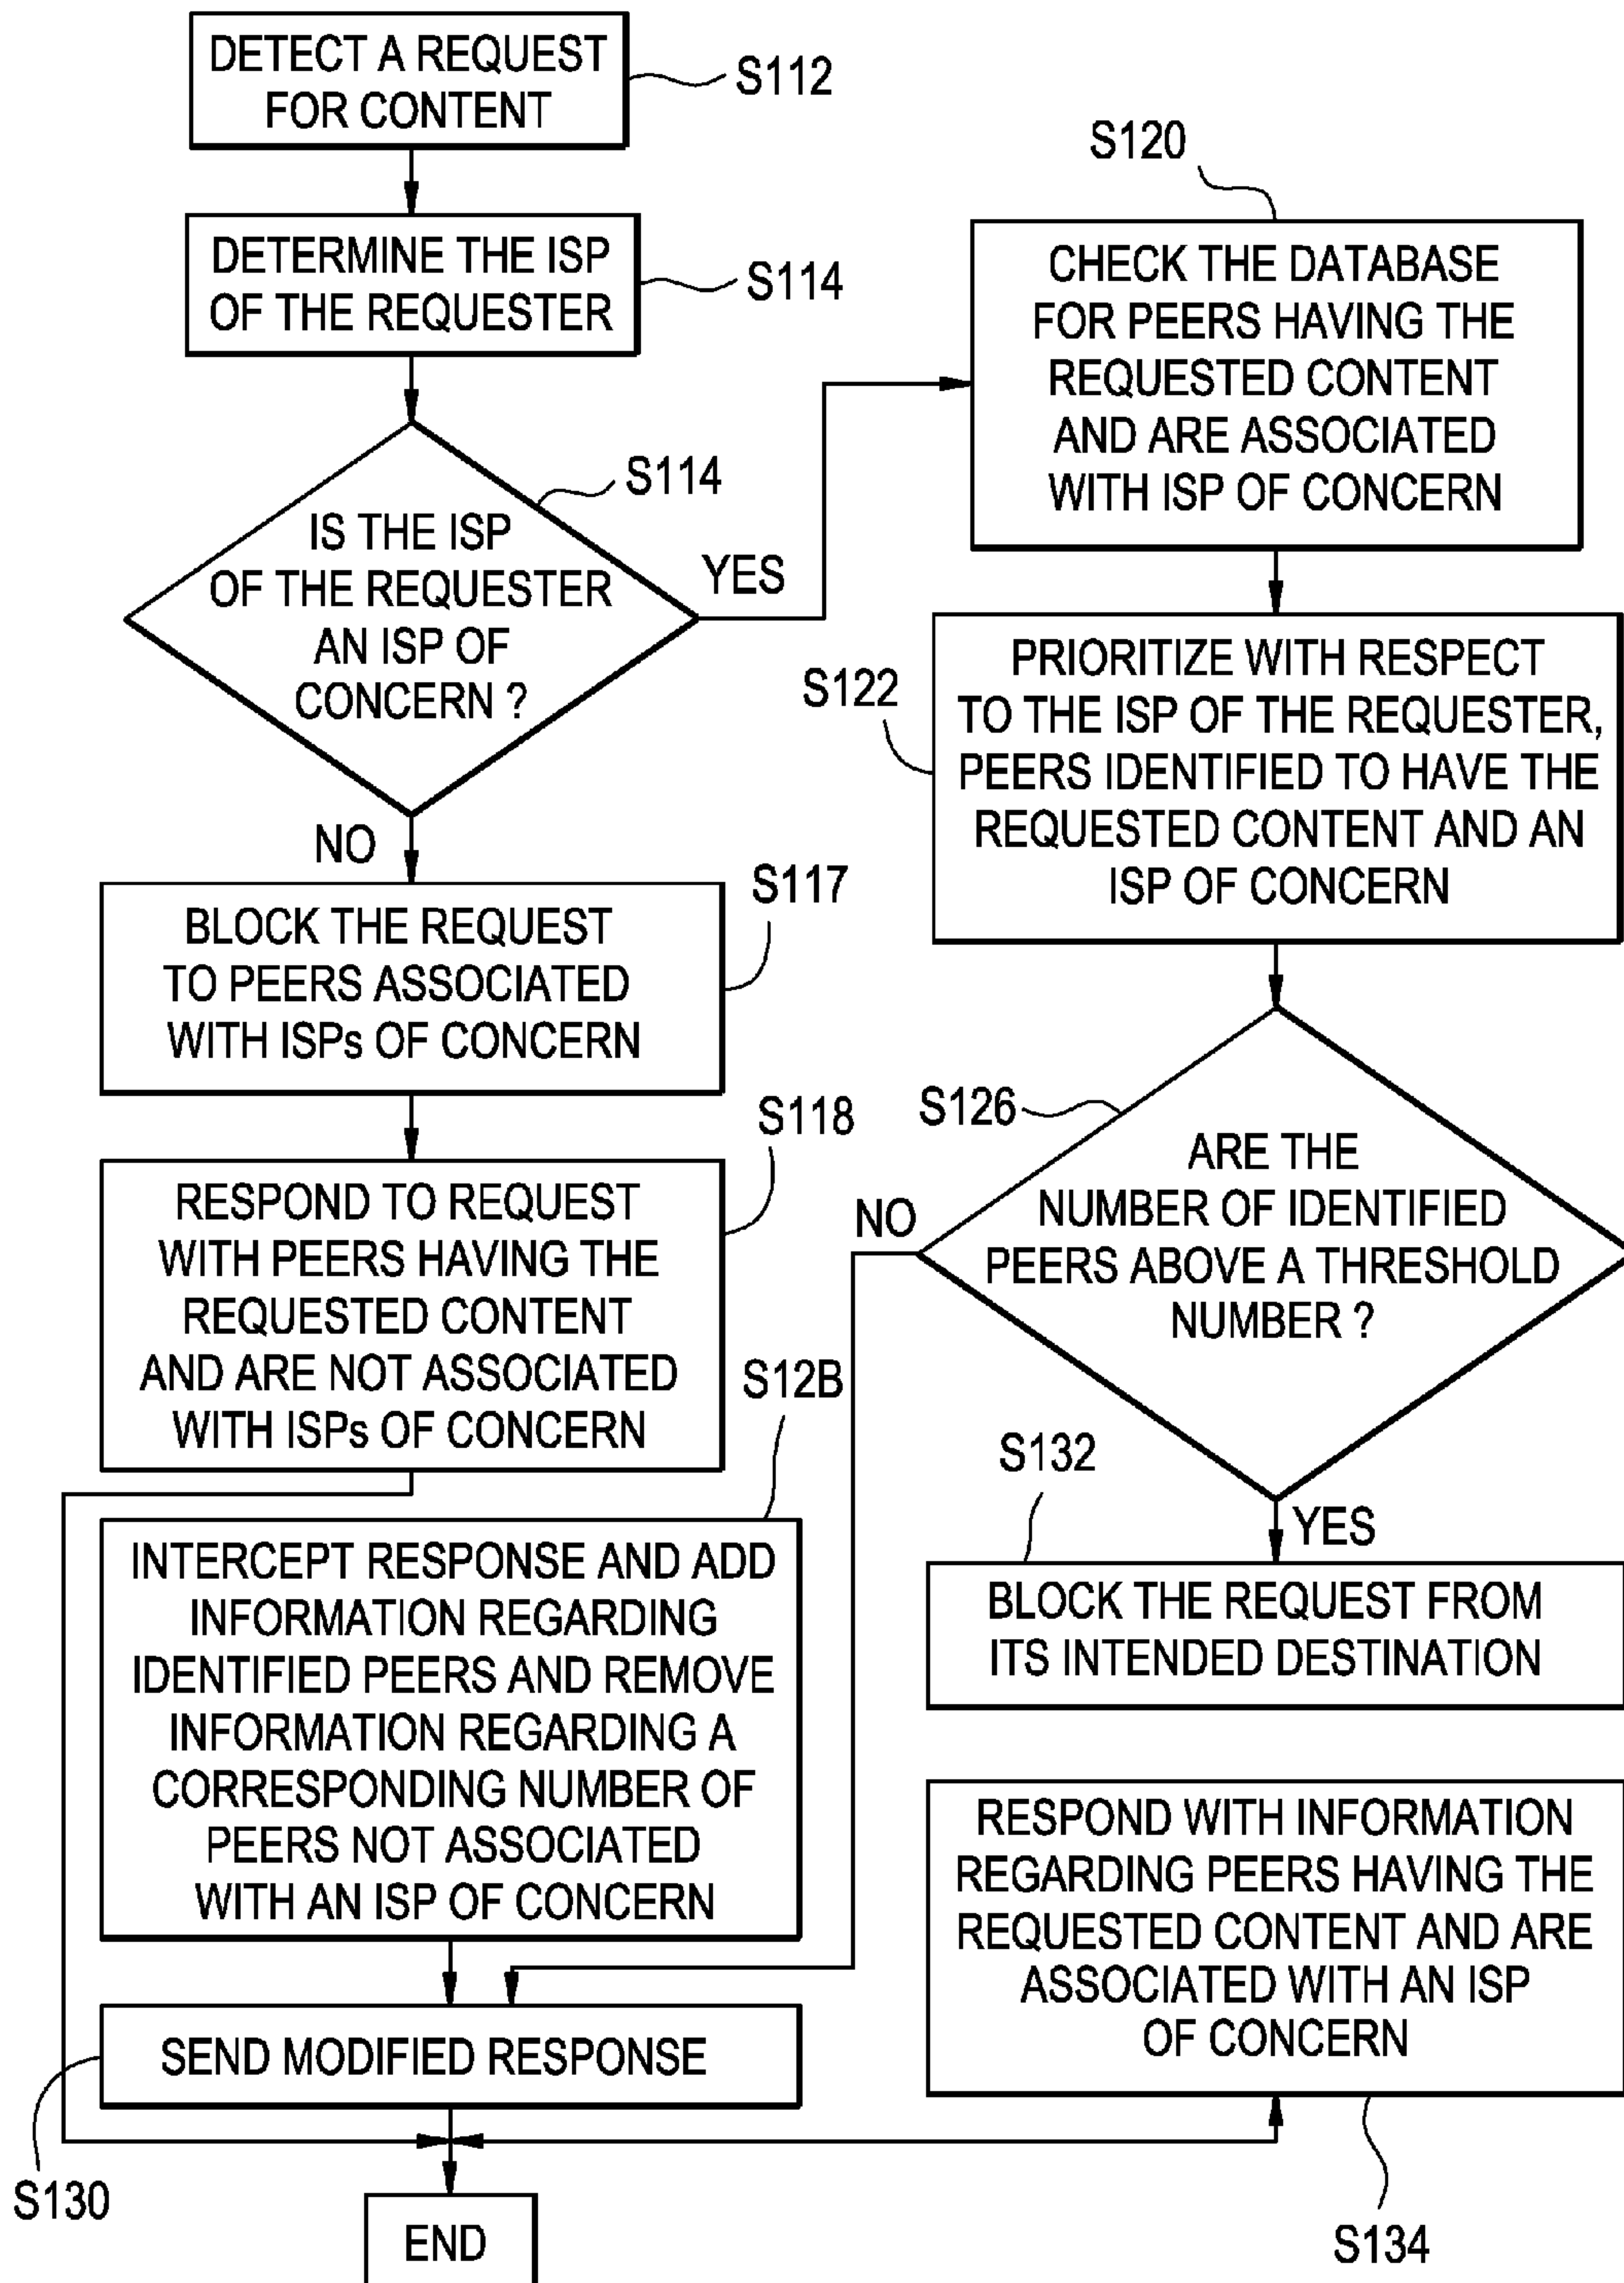 DETECT A REQUEST
FOR CONTENT
S112
DETERMINE THE ISP
OF THE REQUESTER
S114
IS THE ISP
OF THE REQUESTER
AN ISP OF
CONCERN ?
S114
YES
NO
BLOCK THE REQUEST
TO PEERS ASSOCIATED
WITH ISPs OF CONCERN
S117
RESPOND TO REQUEST
WITH PEERS HAVING THE
REQUESTED CONTENT
AND ARE NOT ASSOCIATED
WITH ISPs OF CONCERN
S118
S120
CHECK THE DATABASE
FOR PEERS HAVING THE
REQUESTED CONTENT
AND ARE ASSOCIATED
WITH ISP OF CONCERN
S122
PRIORITIZE WITH RESPECT
TO THE ISP OF THE REQUESTER,
PEERS IDENTIFIED TO HAVE THE
REQUESTED CONTENT AND AN
ISP OF CONCERN
S126
ARE THE
NUMBER OF IDENTIFIED
PEERS ABOVE A THRESHOLD
NUMBER ?
NO
YES
S12B
INTERCEPT RESPONSE AND ADD
INFORMATION REGARDING
IDENTIFIED PEERS AND REMOVE
INFORMATION REGARDING A
CORRESPONDING NUMBER OF
PEERS NOT ASSOCIATED
WITH AN ISP OF CONCERN
SEND MODIFIED RESPONSE
S130
S132
BLOCK THE REQUEST FROM
ITS INTENDED DESTINATION
RESPOND WITH INFORMATION
REGARDING PEERS HAVING THE
REQUESTED CONTENT AND ARE
ASSOCIATED WITH AN ISP
OF CONCERN
S134
END